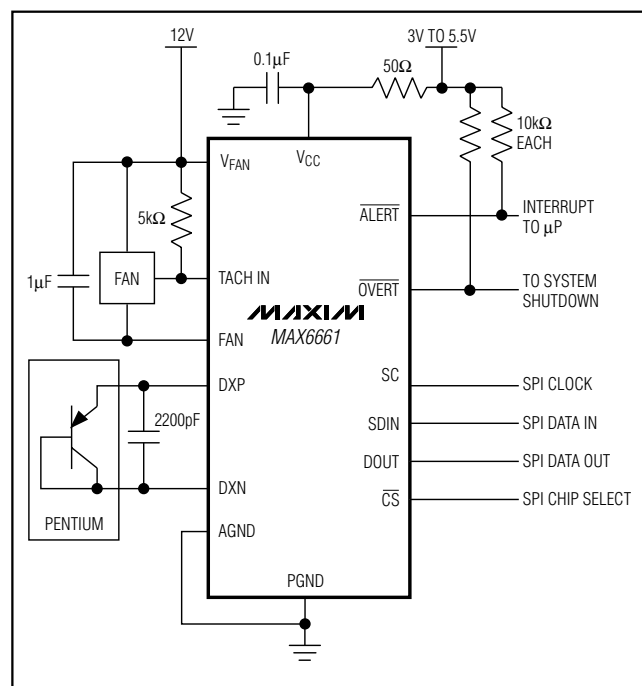 12V
3V TO 5.5V
0.1µF
50Ω
10kΩ
EACH
VFAN
VCC
5kΩ
ALERT
INTERRUPT
TO µP
1µF
FAN
TACH IN
OVERT
TO SYSTEM
SHUTDOWN
MAXIM
MAX6661
FAN
DXP
2200pF
SC
SPI CLOCK
SDIN
SPI DATA IN
DOUT
SPI DATA OUT
DXN
CS
SPI CHIP SELECT
PENTIUM
AGND
PGND